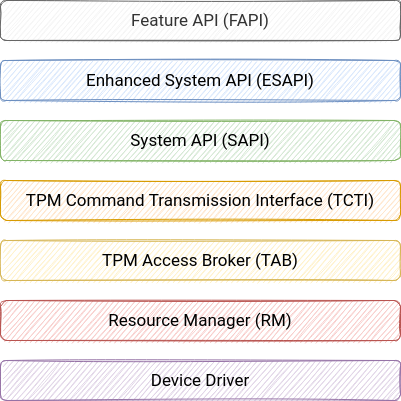 Feature API (FAPI)
Enhanced System API (ESAPI)
System API (SAPI)
TPM Command Transmission Interface (TCTI)
TPM Access Broker (TAB)
Resource Manager (RM)
Device Driver